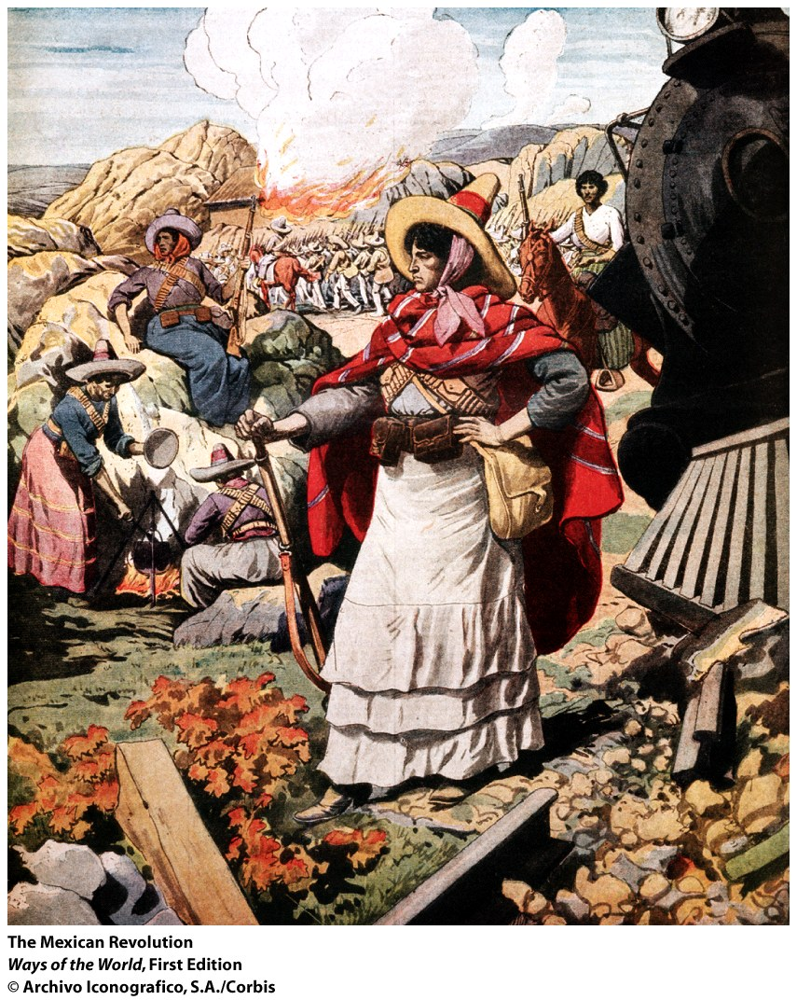 The Mexican Revolution
Ways of the World, First Edition
© Archivo Iconografico, S.A./Corbis